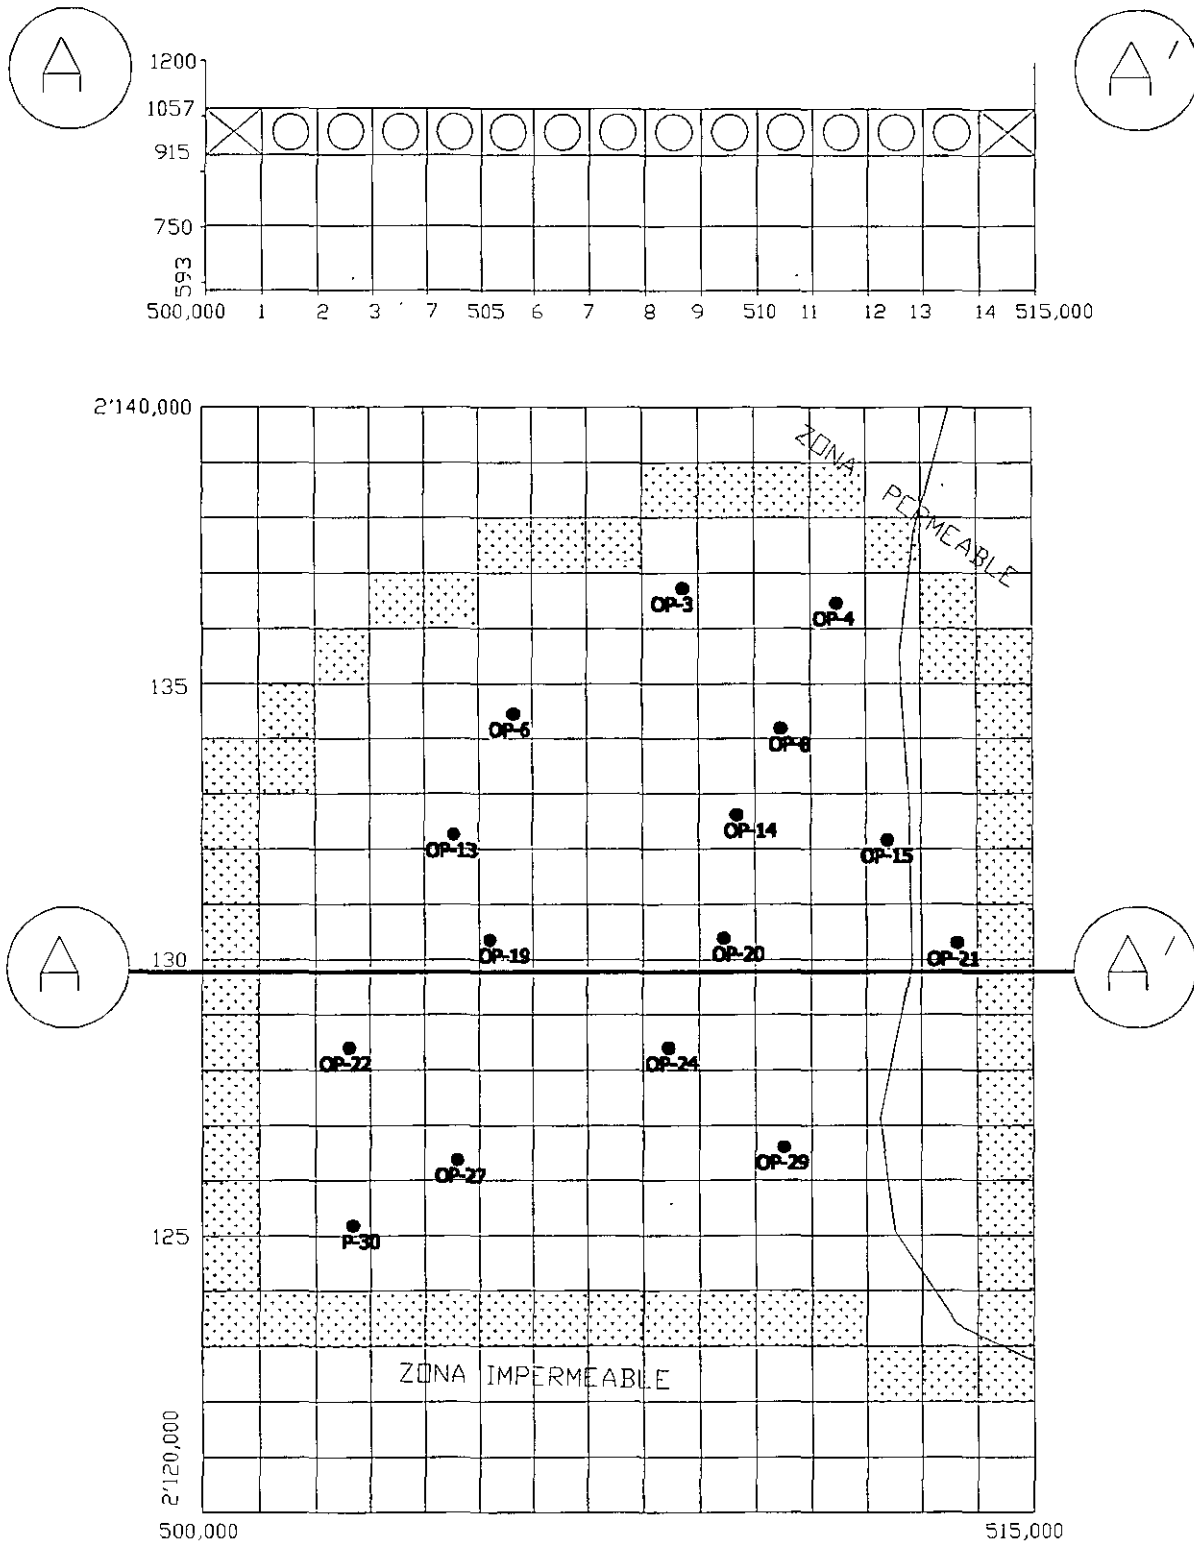 A
A'
1200
1057
915
750
593
500,000 1 2 3 7 505 6 7 8 9 510 11 12 13 14 515,000
2'140,000
ZONA
PERMEABLE
OP-3
OP-4
135
OP-6
OP-8
OP-14
OP-13
OP-15
A
130
OP-19
OP-20
OP-21
A'
OP-22
OP-24
OP-27
OP-29
125
P-30
ZONA IMPERMEABLE
2'120,000
500,000
515,000